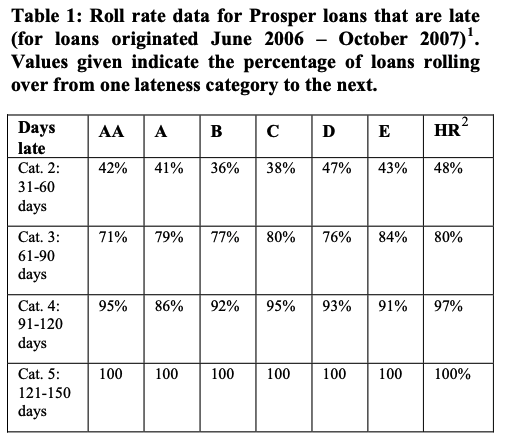 Table 1: Roll rate data for Prosper loans that are late
(for loans originated June 2006 – October 2007)¹.
Values given indicate the percentage of loans rolling
over from one lateness category to the next.
Days late AA A B C D E HR²
Cat. 2: 31-60 days 42% 41% 36% 38% 47% 43% 48%
Cat. 3: 61-90 days 71% 79% 77% 80% 76% 84% 80%
Cat. 4: 91-120 days 95% 86% 92% 95% 93% 91% 97%
Cat. 5: 121-150 days 100 100 100 100 100 100 100%